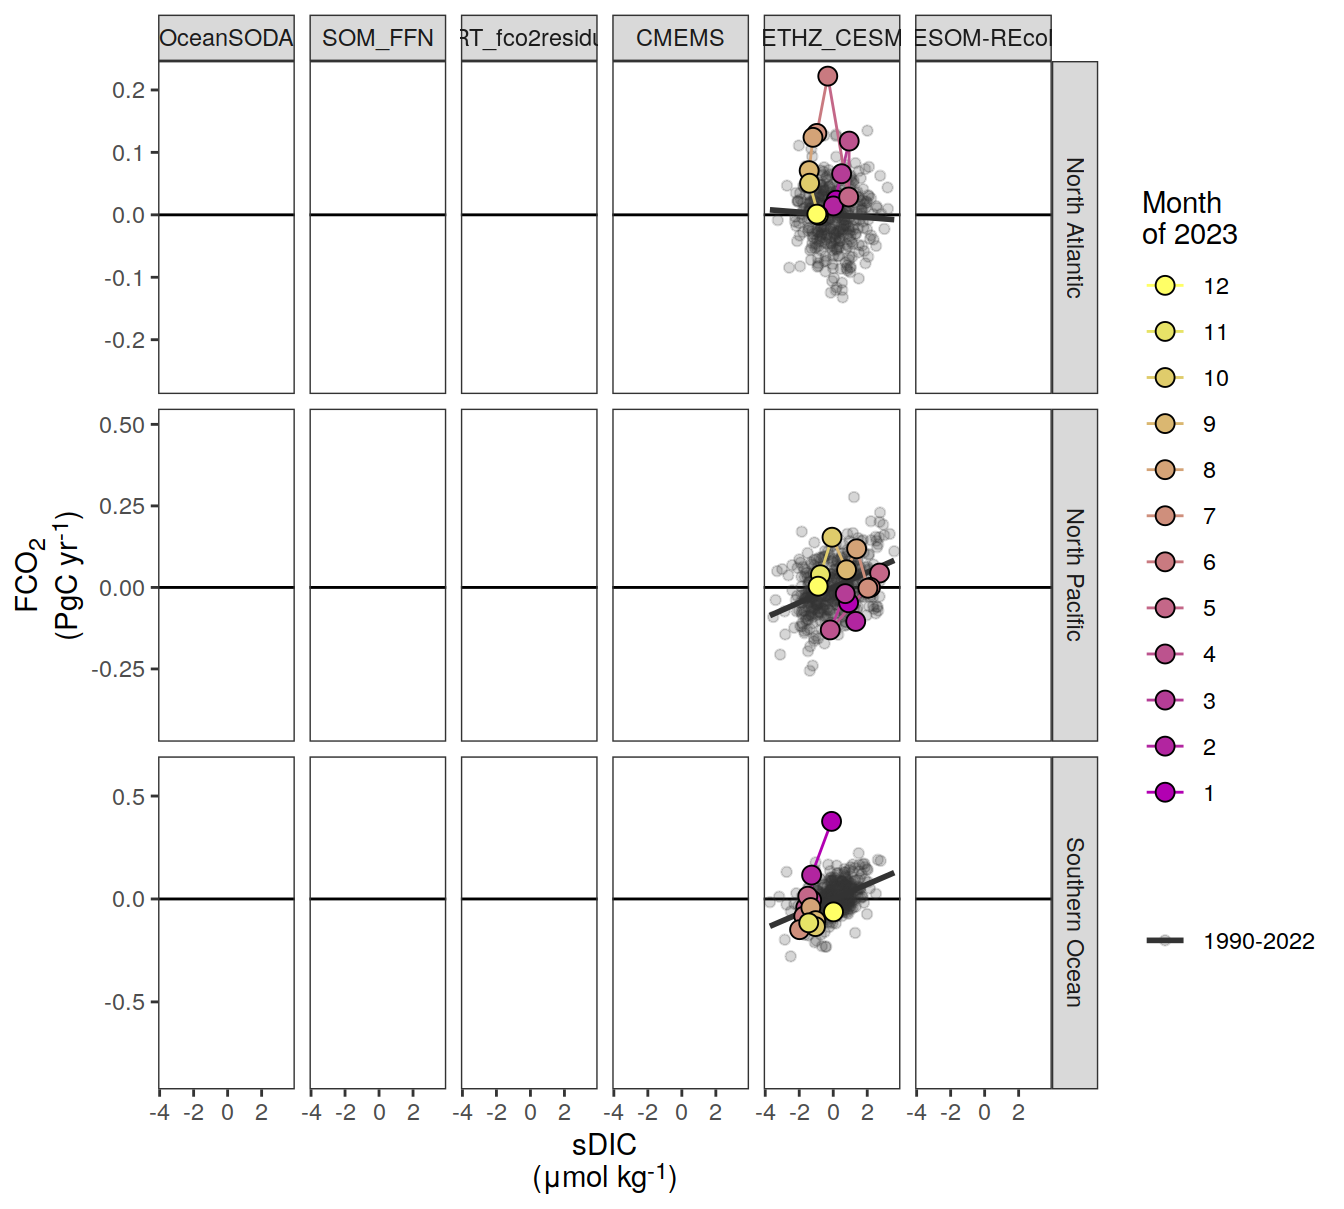 OceanSODA SOM_FFN RT_fco2residu CMEMS ETHZ_CESM ESOM-REcoM
0.2
0.1
0.0
-0.1
-0.2
North Atlantic
0.50
0.25
0.00
-0.25
North Pacific
0.5
0.0
-0.5
Southern Ocean
FCO2
(PgC yr-1)
-4 -2 0 2 -4 -2 0 2 -4 -2 0 2 -4 -2 0 2 -4 -2 0 2 -4 -2 0 2
sDIC
(µmol kg-1)
Month
of 2023
12
11
10
9
8
7
6
5
4
3
2
1
1990-2022